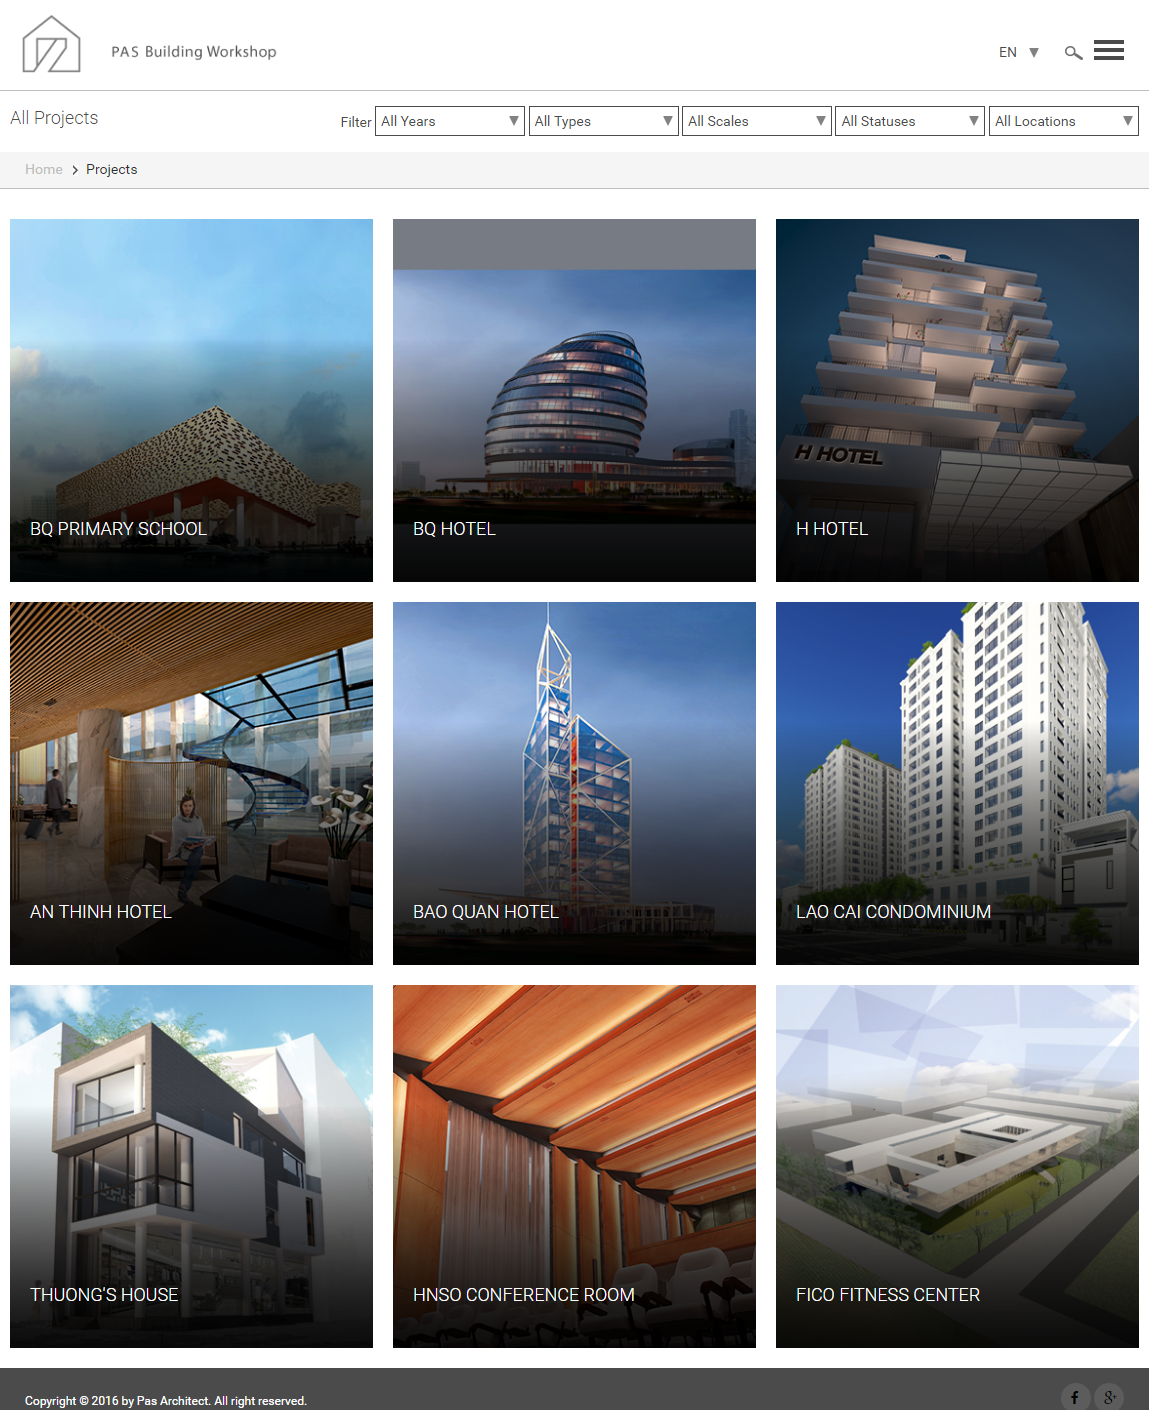 PAS Building Workshop
EN
All Projects
Filter
All Years
All Types
All Scales
All Statuses
All Locations
Home
Projects
BQ PRIMARY SCHOOL
BQ HOTEL
H HOTEL
H HOTEL
AN THINH HOTEL
BAO QUAN HOTEL
LAO CAI CONDOMINIUM
THUONG'S HOUSE
HNSO CONFERENCE ROOM
FICO FITNESS CENTER
Copyright © 2016 by Pas Architect. All right reserved.